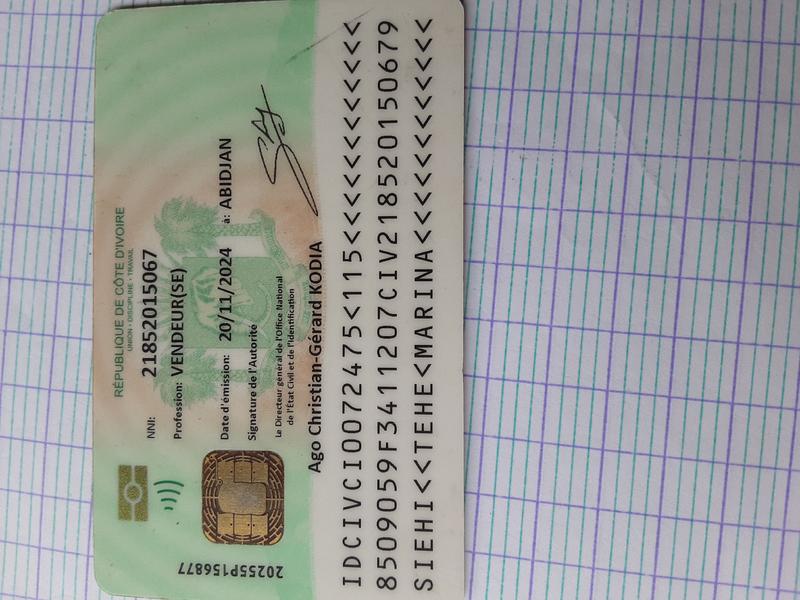 RÉPUBLIQUE DE CÔTE D'IVOIRE
UNION - DISCIPLINE - TRAVAIL
NNI: 21852015067
Profession: VENDEUR(SE)
Date d'émission: 20/11/2024 à: ABIDJAN
Signature de l'Autorité
Le Directeur général de l'Office National
de l'État Civil et de l'Identification
Ago Christian-Gérard KODIA
20255P156877
IDCIVCI0072475<115<<<<<<<<<<<<
8509059F3411207CIV218520150679
SIEHI<<TEHE<MARINA<<<<<<<<<<<<